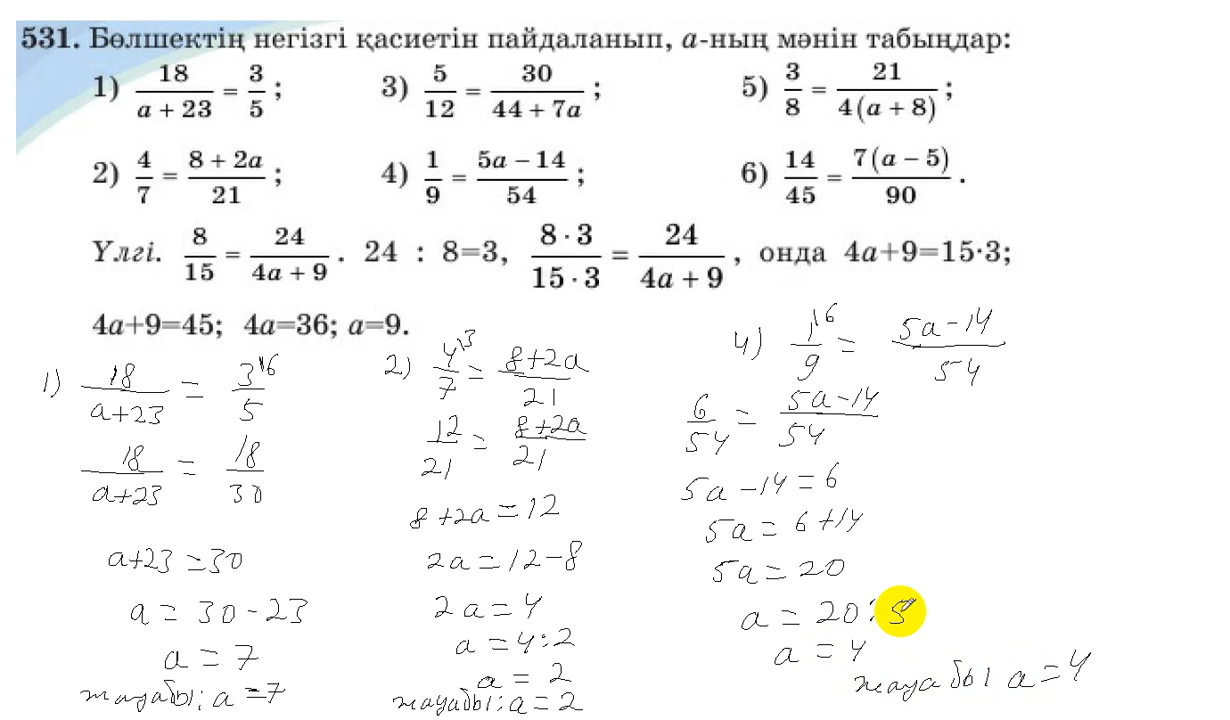 531. Бөлшектің негізгі қасиетін пайдаланып, а-ның мәнін табыңдар:
1) 18/(a + 23) = 3/5; 3) 5/12 = 30/(44 + 7a); 5) 3/8 = 21/(4(a + 8));
2) 4/7 = (8 + 2a)/21; 4) 1/9 = (5a − 14)/54; 6) 14/45 = 7(a − 5)/90.
Үлгі. 8/15 = 24/(4a + 9). 24 : 8=3, (8 · 3)/(15 · 3) = 24/(4a + 9), онда 4a+9=15·3;
4a+9=45; 4a=36; a=9.
1) 18/(a+23) = 3\6/5
18/(a+23) = 18/30
a+23=30
a = 30-23
a = 7
жауабы: a=7
2) 4\3/7 = (8+2a)/21
12/21 = (8+2a)/21
8+2a=12
2a=12-8
2a=4
a=4:2
a = 2
жауабы: a=2
4) 1\6/9 = (5a-14)/54
6/54 = (5a-14)/54
5a-14=6
5a=6+14
5a=20
a = 20:5
a = 4
жауабы a=4